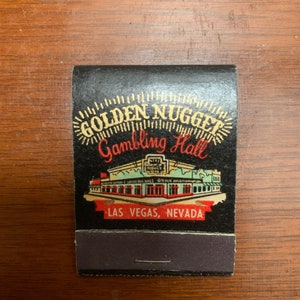 GOLDEN NUGGET
Gambling Hall
LAS VEGAS, NEVADA